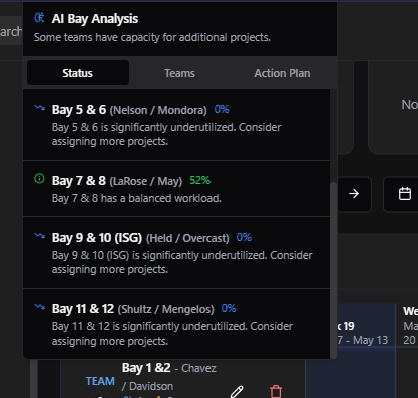 AI Bay Analysis
Some teams have capacity for additional projects.
arch
Status Teams Action Plan
Bay 5 & 6 (Nelson / Mondora) 0%
Bay 5 & 6 is significantly underutilized. Consider
assigning more projects.
No
Bay 7 & 8 (LaRose / May) 52%
Bay 7 & 8 has a balanced workload.
Bay 9 & 10 (ISG) (Held / Overcast) 0%
Bay 9 & 10 (ISG) is significantly underutilized. Consider
assigning more projects.
Bay 11 & 12 (Shultz / Mengelos) 0%
Bay 11 & 12 is significantly underutilized. Consider
assigning more projects.
k 19
7 - May 13
We
Ma
20
TEAM
Bay 1 &2 - Chavez
/ Davidson